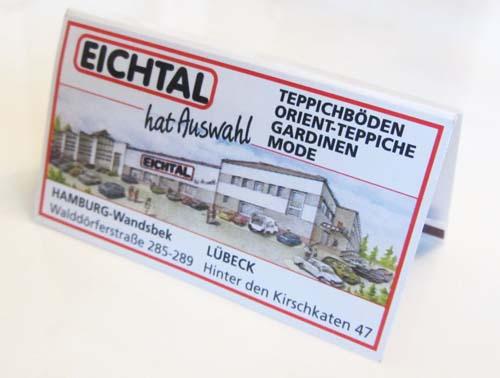 EICHTAL
hat Auswahl
TEPPICHBÖDEN
ORIENT-TEPPICHE
GARDINEN
MODE
EICHTAL
HAMBURG-Wandsbek
Walddörferstraße 285-289
LÜBECK
Hinter den Kirschkaten 47